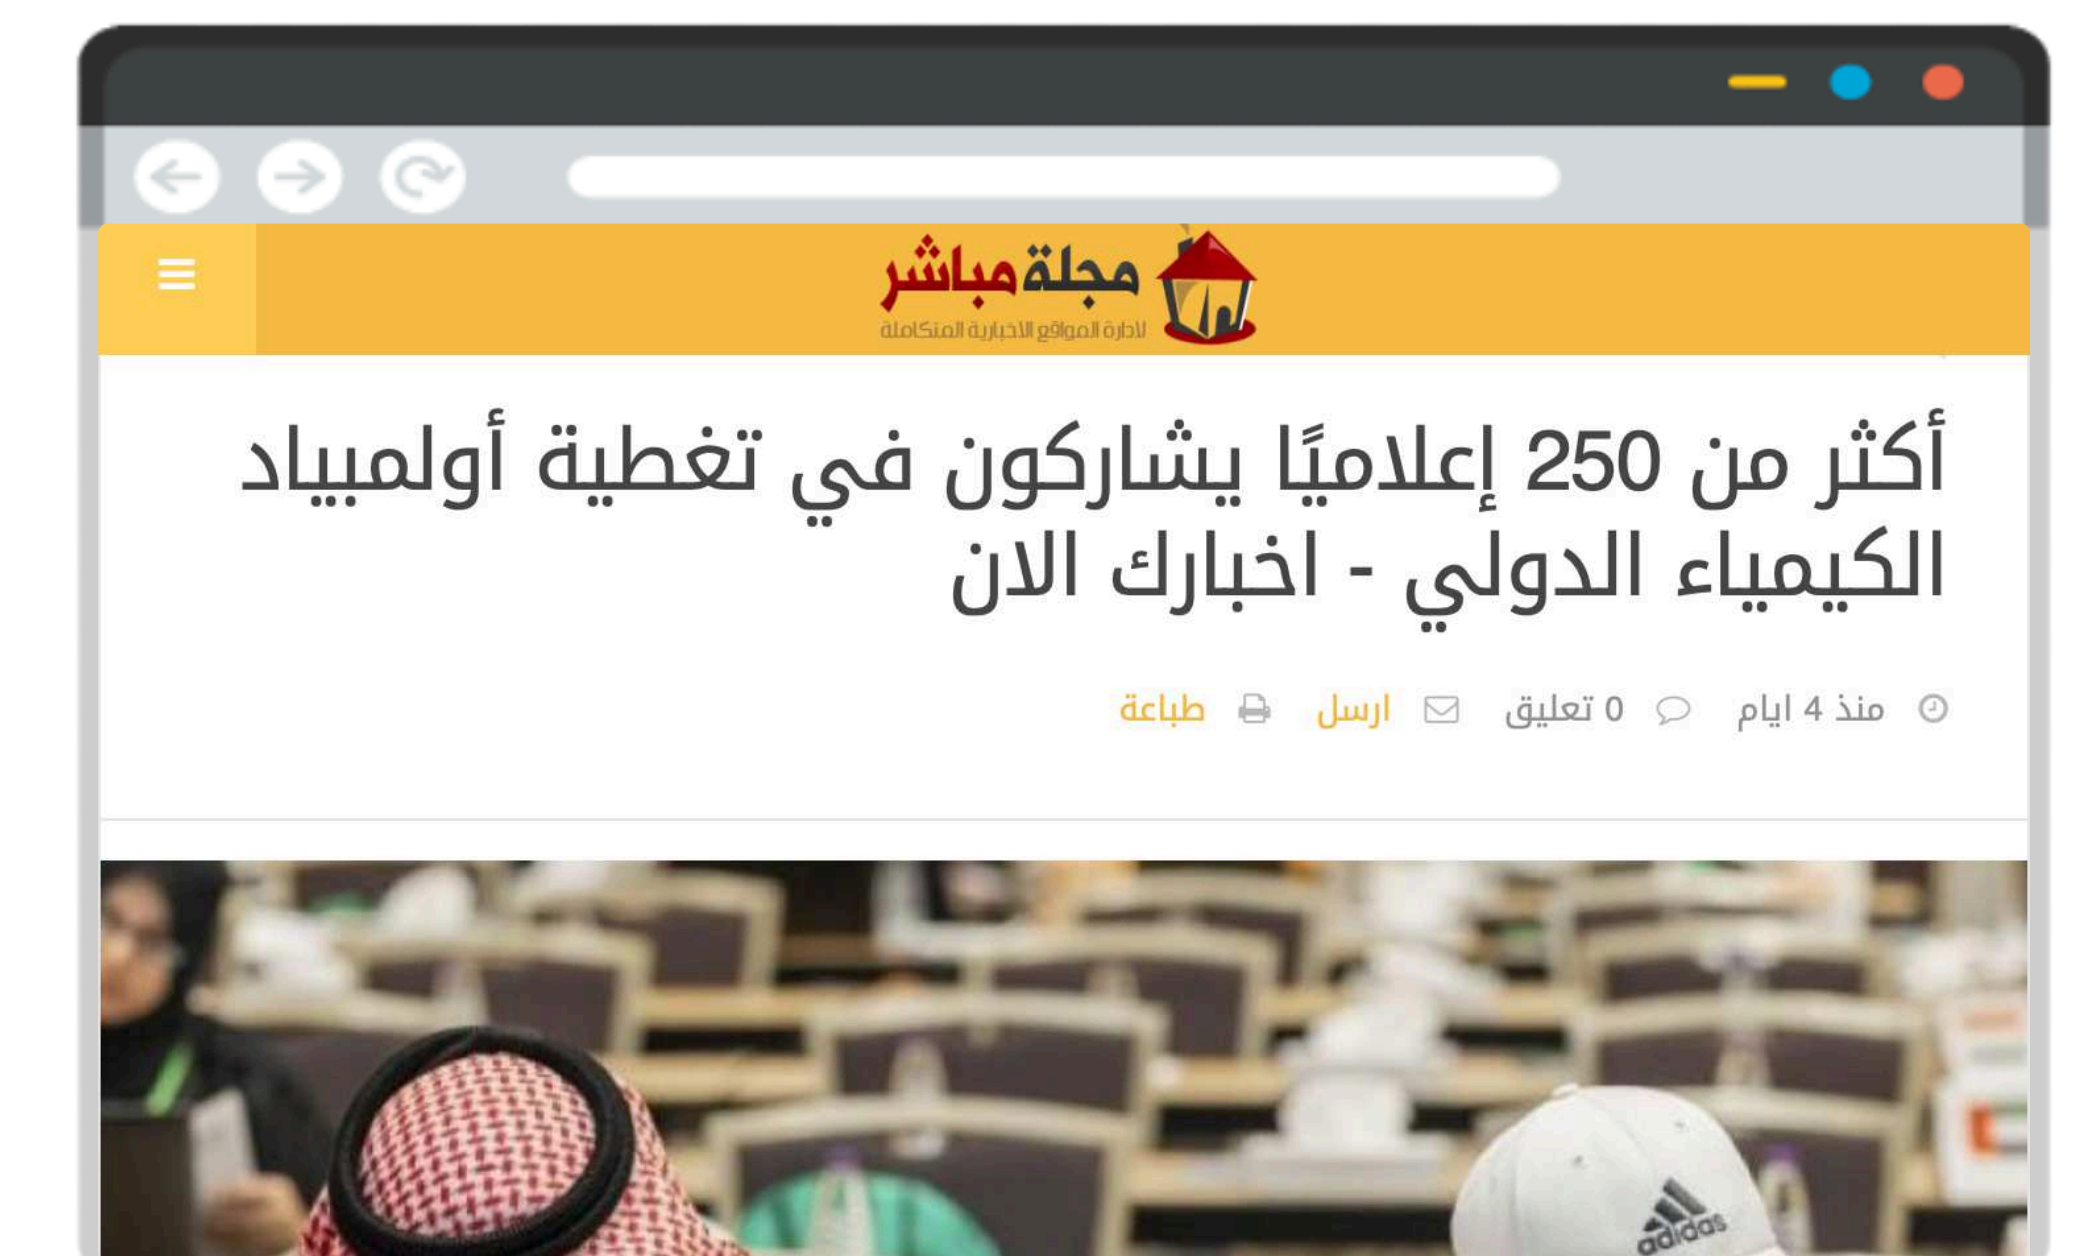 مجلة مباشر
لادارة المواقع الاخبارية المتكاملة
أكثر من 250 إعلاميًا يشاركون في تغطية أولمبياد
الكيمياء الدولي - اخبارك الان
منذ 4 ايام 0 تعليق ارسل طباعة
adidas